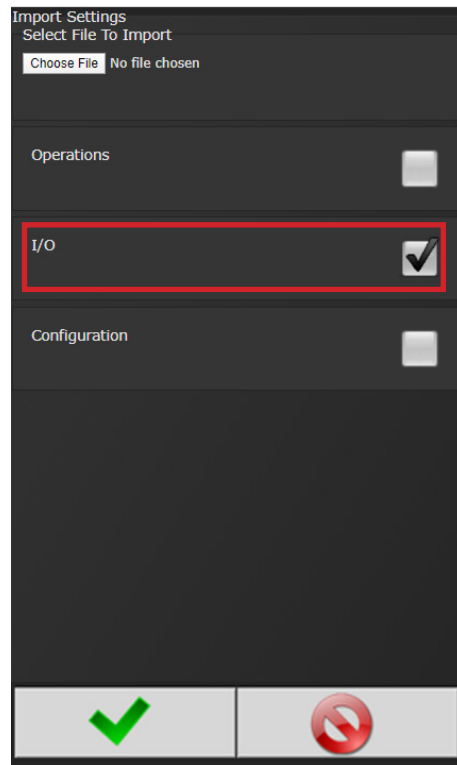 Import Settings
Select File To Import
Choose File No file chosen
Operations
I/O
Configuration